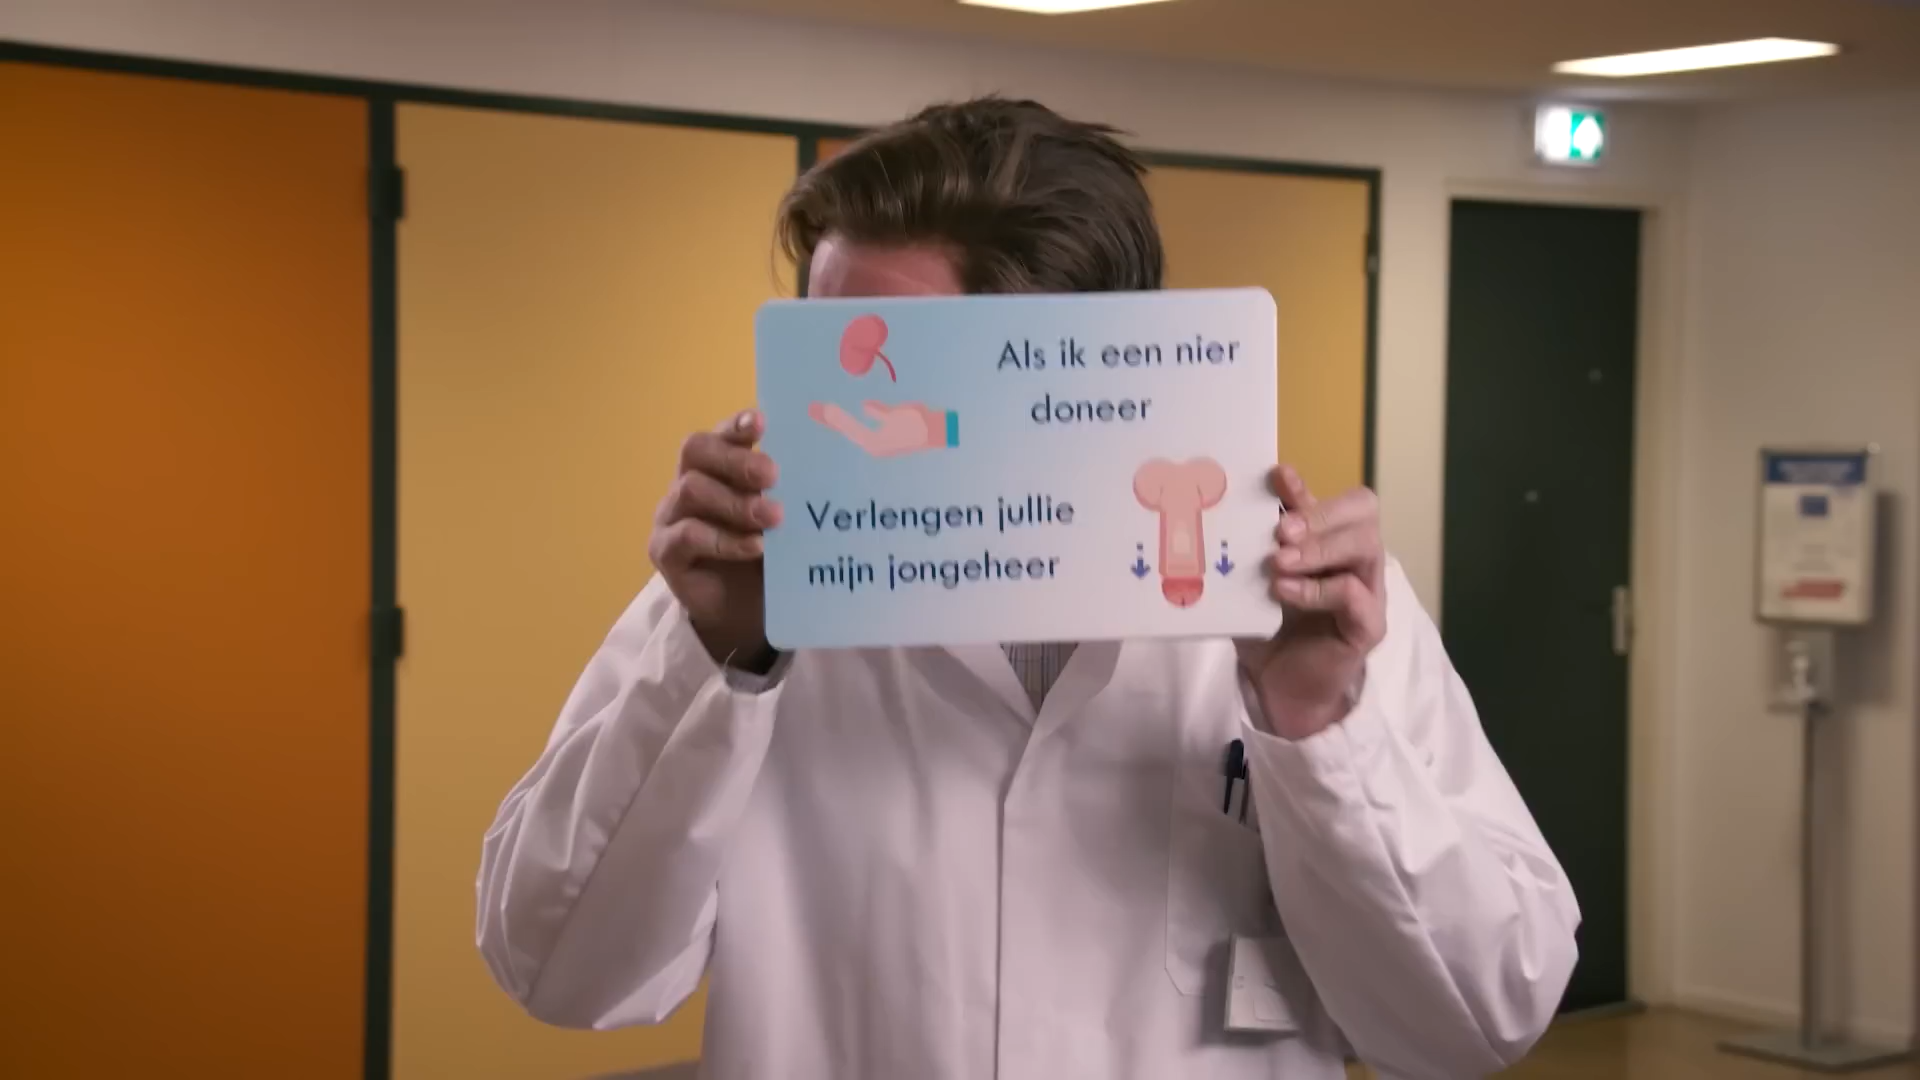 Als ik een nier
doneer
Verlengen jullie
mijn jongeheer